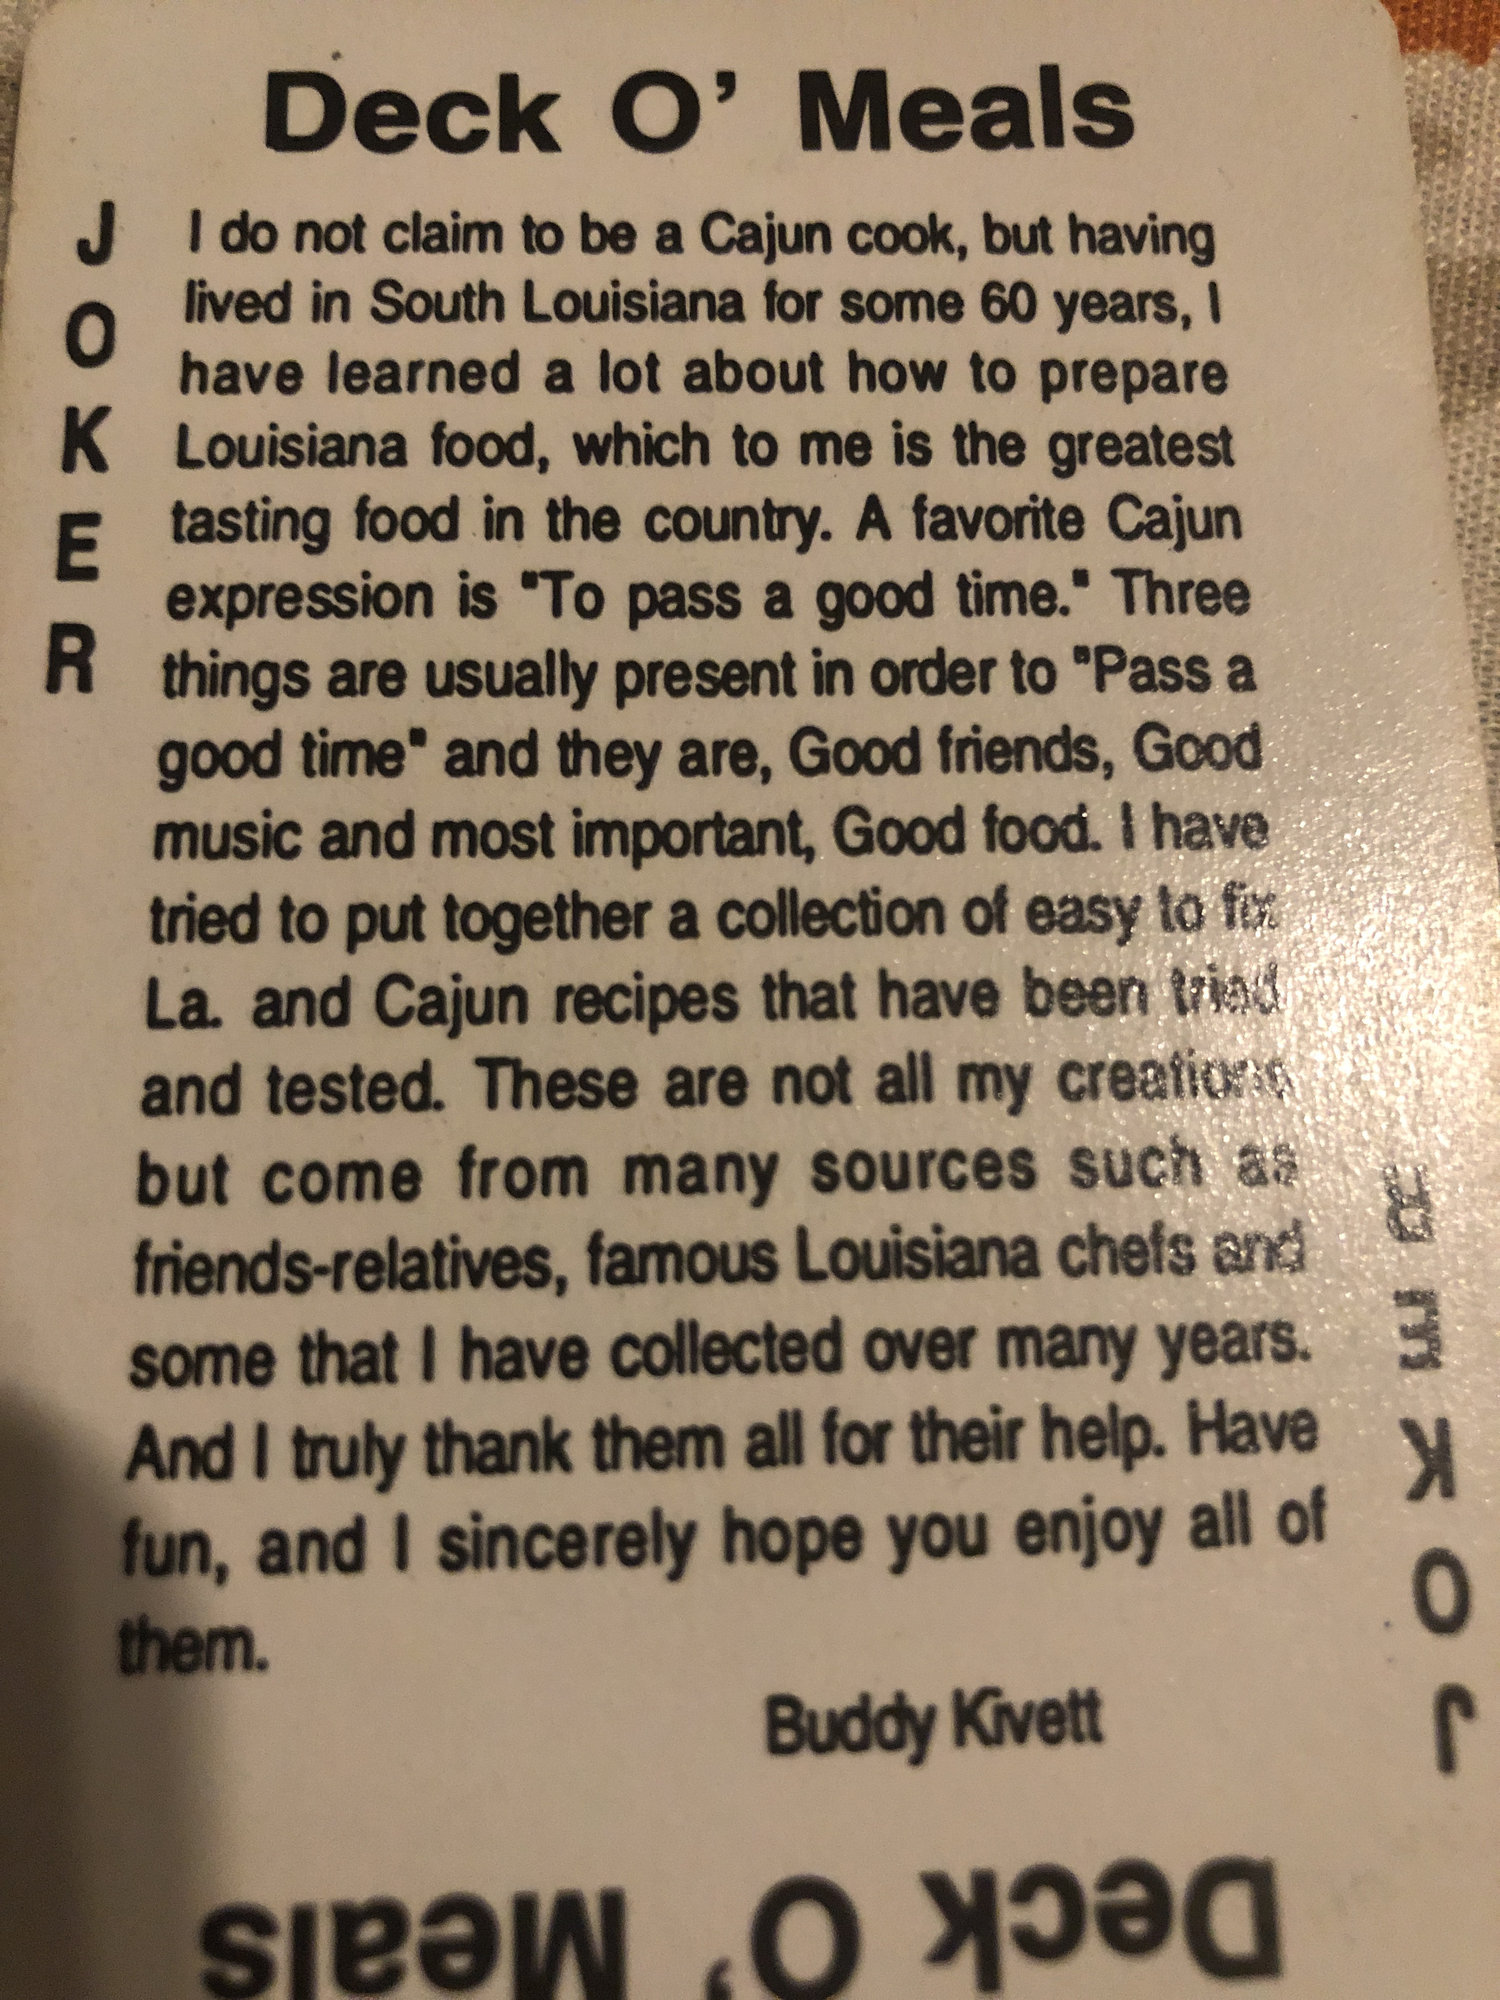 Deck O' Meals
J
O
K
E
R
I do not claim to be a Cajun cook, but having
lived in South Louisiana for some 60 years, I
have learned a lot about how to prepare
Louisiana food, which to me is the greatest
tasting food in the country. A favorite Cajun
expression is "To pass a good time." Three
things are usually present in order to "Pass a
good time" and they are, Good friends, Good
music and most important, Good food. I have
tried to put together a collection of easy to fix
La. and Cajun recipes that have been tried
and tested. These are not all my creations
but come from many sources such as
friends-relatives, famous Louisiana chefs and
some that I have collected over many years.
And I truly thank them all for their help. Have
fun, and I sincerely hope you enjoy all of
them.
Buddy Kivett
J
O
K
E
R
Deck O' Meals